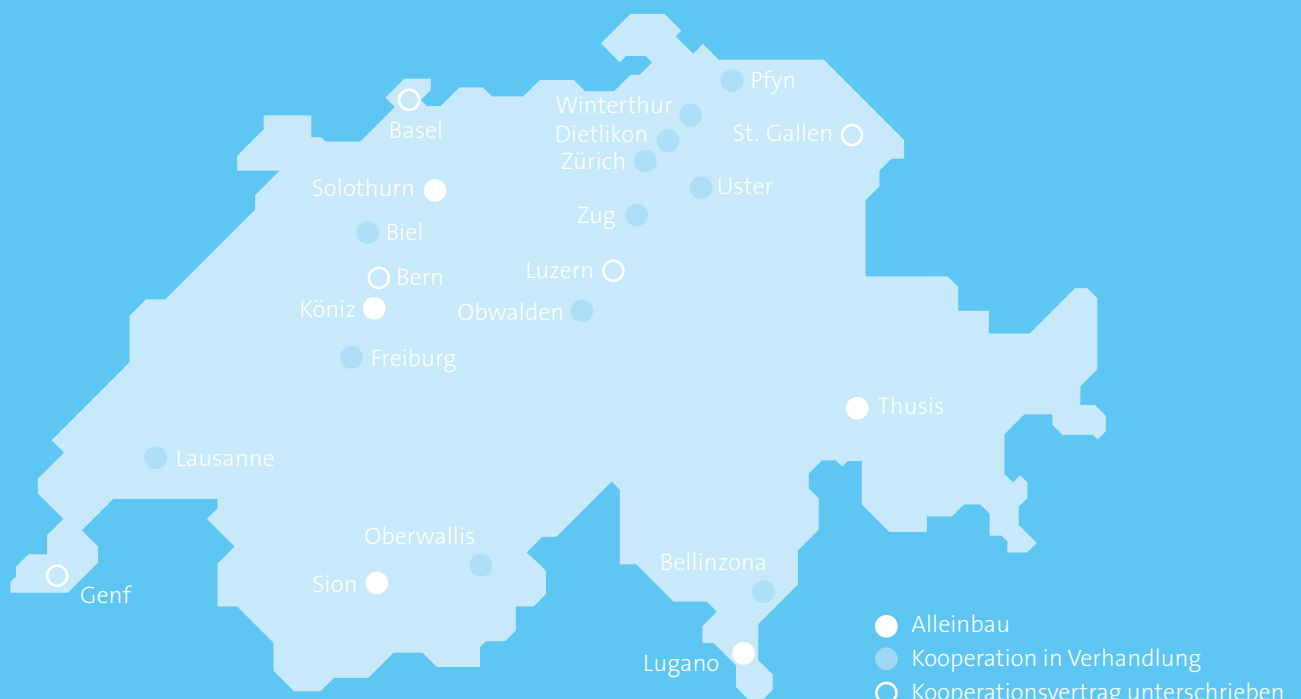 Pfyn
Winterthur
Basel
Dietlikon
St. Gallen
Zürich
Solothurn
Uster
Zug
Biel
Luzern
Bern
Köniz
Obwalden
Freiburg
Thusis
Lausanne
Oberwallis
Bellinzona
Sion
Genf
Lugano
Alleinbau
Kooperation in Verhandlung
Kooperationsvertrag unterschrieben